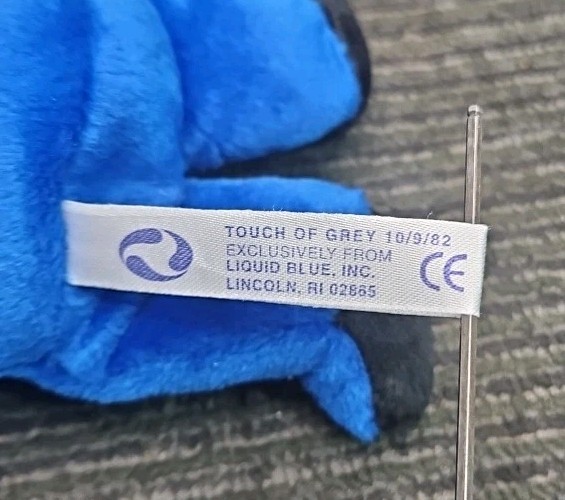 TOUCH OF GREY 10/9/82
EXCLUSIVELY FROM
LIQUID BLUE, INC.
LINCOLN, RI 02865
CE